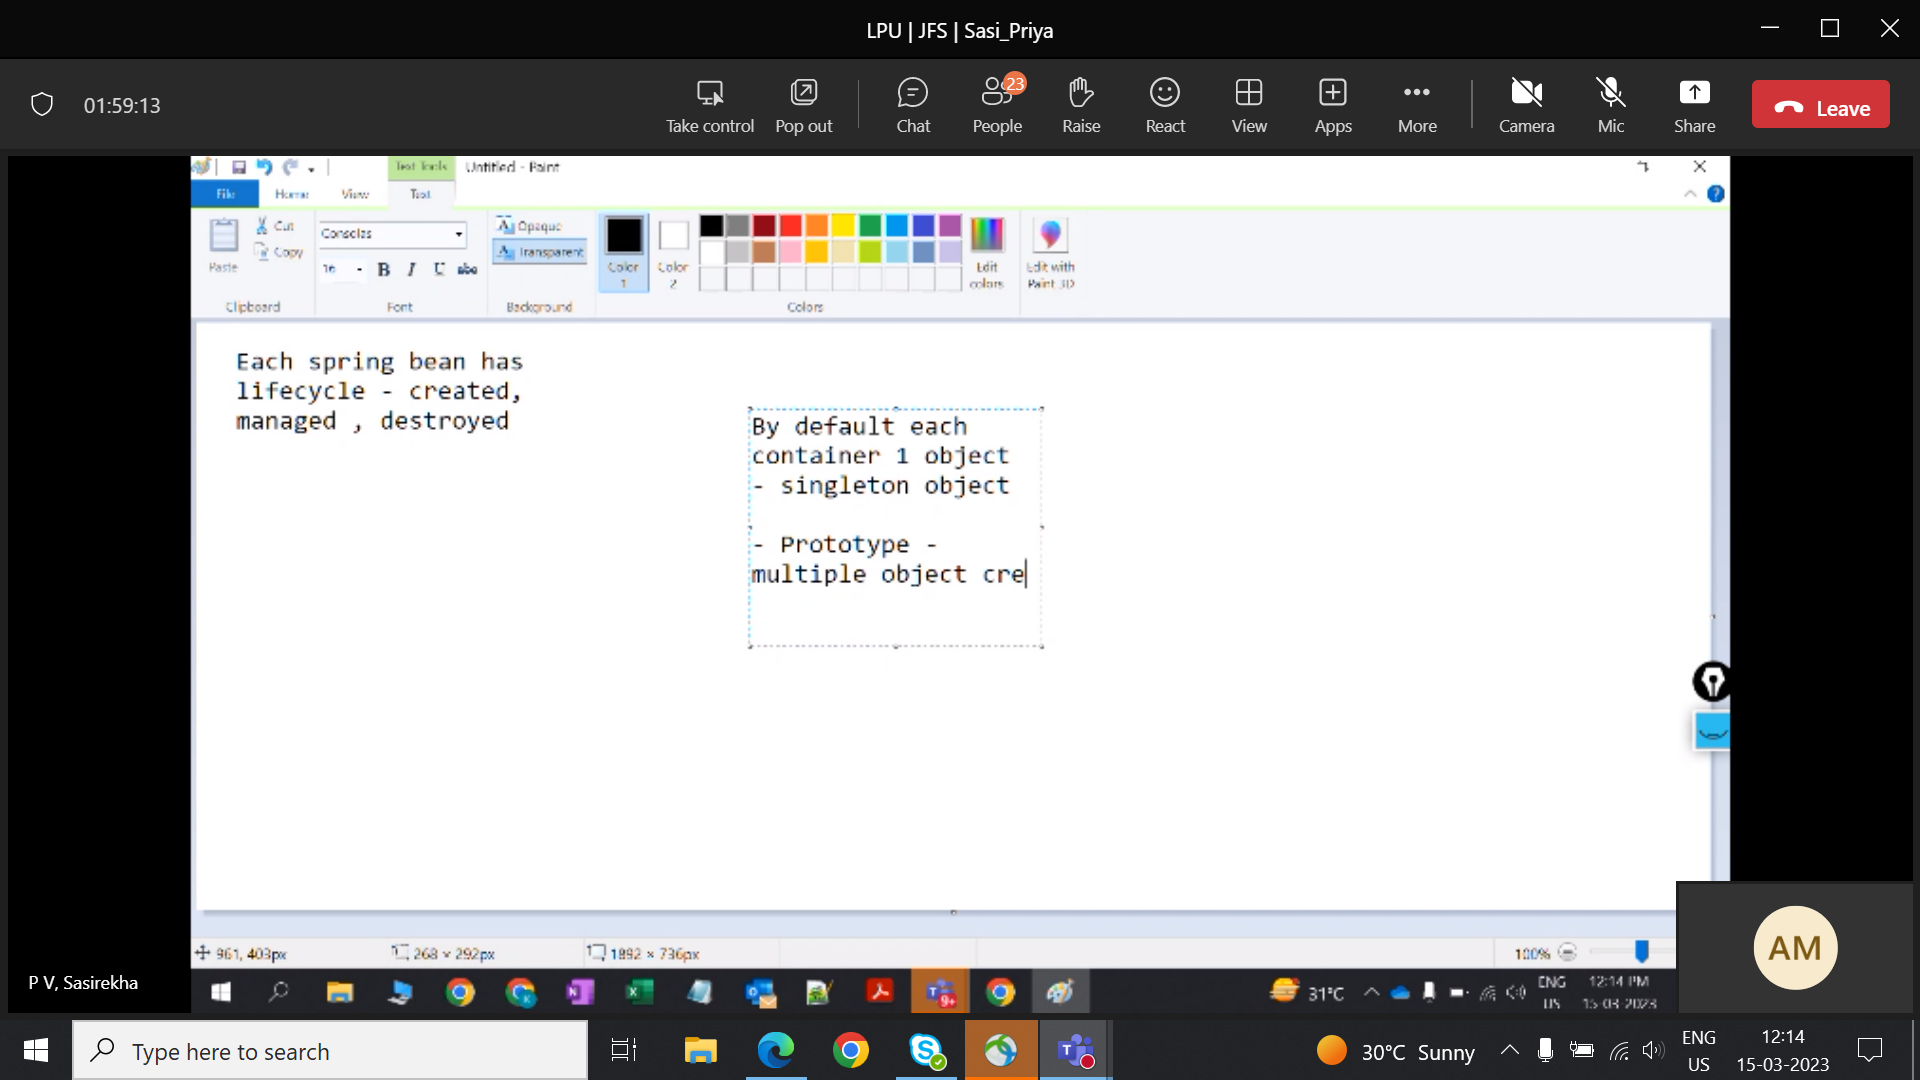 LPU | JFS | Sasi_Priya
01:59:13
Take control
Pop out
Chat
People
23
Raise
React
View
Apps
More
Camera
Mic
Share
Leave
Text Tools
Untitled - Paint
File
Home
View
Text
Paste
Cut
Copy
Clipboard
Consolas
16
B I U abc
Font
Opaque
Transparent
Background
Color
1
Color
2
Colors
Edit
colors
Edit with
Paint 3D
Each spring bean has
lifecycle - created,
managed , destroyed
By default each
container 1 object
- singleton object
- Prototype -
multiple object cre
961, 403px
268 × 292px
1892 × 736px
100%
P V, Sasirekha
AM
9+
31°C
ENG
US
12:14 PM
15-03-2023
Type here to search
30°C Sunny
ENG
US
12:14
15-03-2023